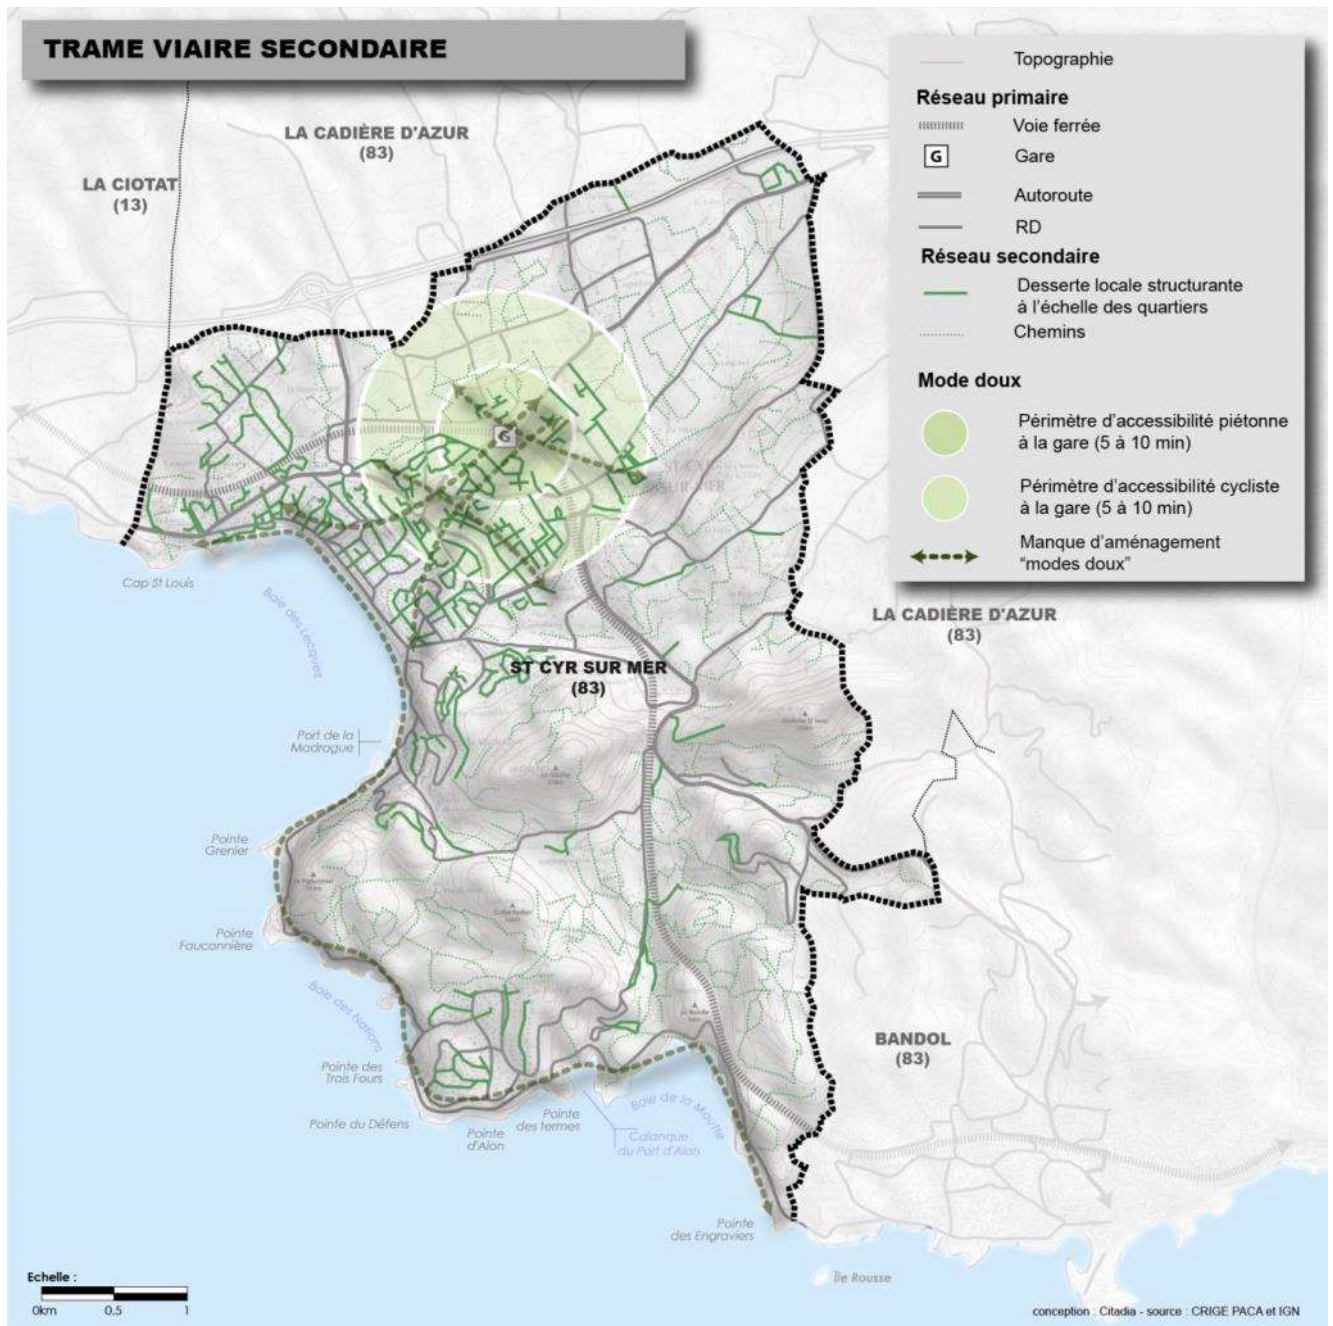 TRAME VIAIRE SECONDAIRE
Topographie
Réseau primaire
Voie ferrée
G
Gare
Autoroute
RD
Réseau secondaire
Desserte locale structurante
à l'échelle des quartiers
Chemins
Mode doux
Périmètre d'accessibilité piétonne
à la gare (5 à 10 min)
Périmètre d'accessibilité cycliste
à la gare (5 à 10 min)
Manque d'aménagement
"modes doux"
LA CADIÈRE D'AZUR
(83)
LA CIOTAT
(13)
G
Cap St Louis
Baie des Lecques
LA CADIÈRE D'AZUR
(83)
ST CYR SUR MER
(83)
Port de la
Madrague
Pointe
Grenier
Pointe
Fauconnière
Baie des Nations
Pointe des
Trois Fours
Pointe du Défens
Pointe
d'Alon
Pointe
des termes
Calanque
du Port d'Alon
Baie de la Moutte
BANDOL
(83)
Pointe
des Engraviers
Île Rousse
Echelle :
0km 0.5 1
conception : Citadia - source : CRIGE PACA et IGN